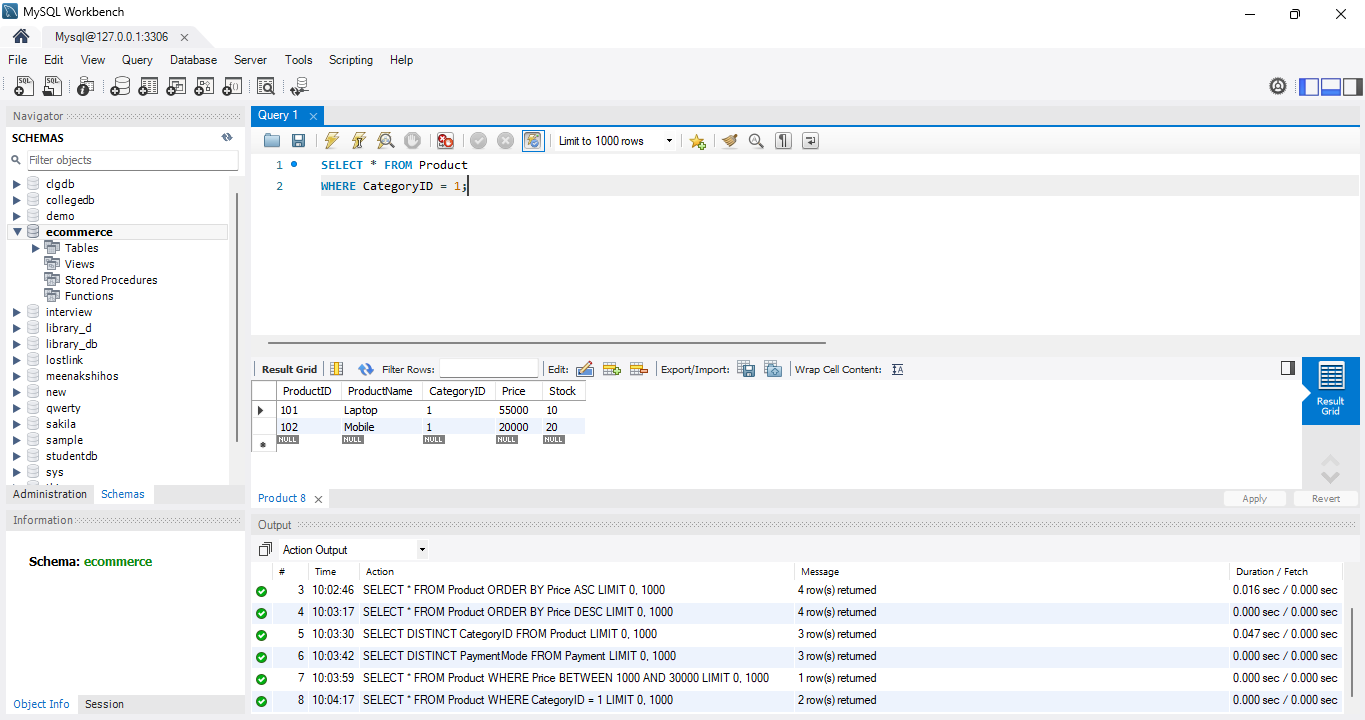 MySQL Workbench
Mysql@127.0.0.1:3306
File Edit View Query Database Server Tools Scripting Help
Navigator
SCHEMAS
Filter objects
clgdb
collegedb
demo
ecommerce
Tables
Views
Stored Procedures
Functions
interview
library_d
library_db
lostlink
meenakshihos
new
qwerty
sakila
sample
studentdb
sys
Administration Schemas
Information
Schema: ecommerce
Object Info Session
Query 1
Limit to 1000 rows
1 SELECT * FROM Product
2 WHERE CategoryID = 1;
Result Grid Filter Rows: Edit: Export/Import: Wrap Cell Content:
ProductID ProductName CategoryID Price Stock
101 Laptop 1 55000 10
102 Mobile 1 20000 20
NULL NULL NULL NULL NULL
Result
Grid
Product 8 Apply Revert
Output
Action Output
# Time Action Message Duration / Fetch
3 10:02:46 SELECT * FROM Product ORDER BY Price ASC LIMIT 0, 1000 4 row(s) returned 0.016 sec / 0.000 sec
4 10:03:17 SELECT * FROM Product ORDER BY Price DESC LIMIT 0, 1000 4 row(s) returned 0.000 sec / 0.000 sec
5 10:03:30 SELECT DISTINCT CategoryID FROM Product LIMIT 0, 1000 3 row(s) returned 0.047 sec / 0.000 sec
6 10:03:42 SELECT DISTINCT PaymentMode FROM Payment LIMIT 0, 1000 3 row(s) returned 0.000 sec / 0.000 sec
7 10:03:59 SELECT * FROM Product WHERE Price BETWEEN 1000 AND 30000 LIMIT 0, 1000 1 row(s) returned 0.000 sec / 0.000 sec
8 10:04:17 SELECT * FROM Product WHERE CategoryID = 1 LIMIT 0, 1000 2 row(s) returned 0.000 sec / 0.000 sec